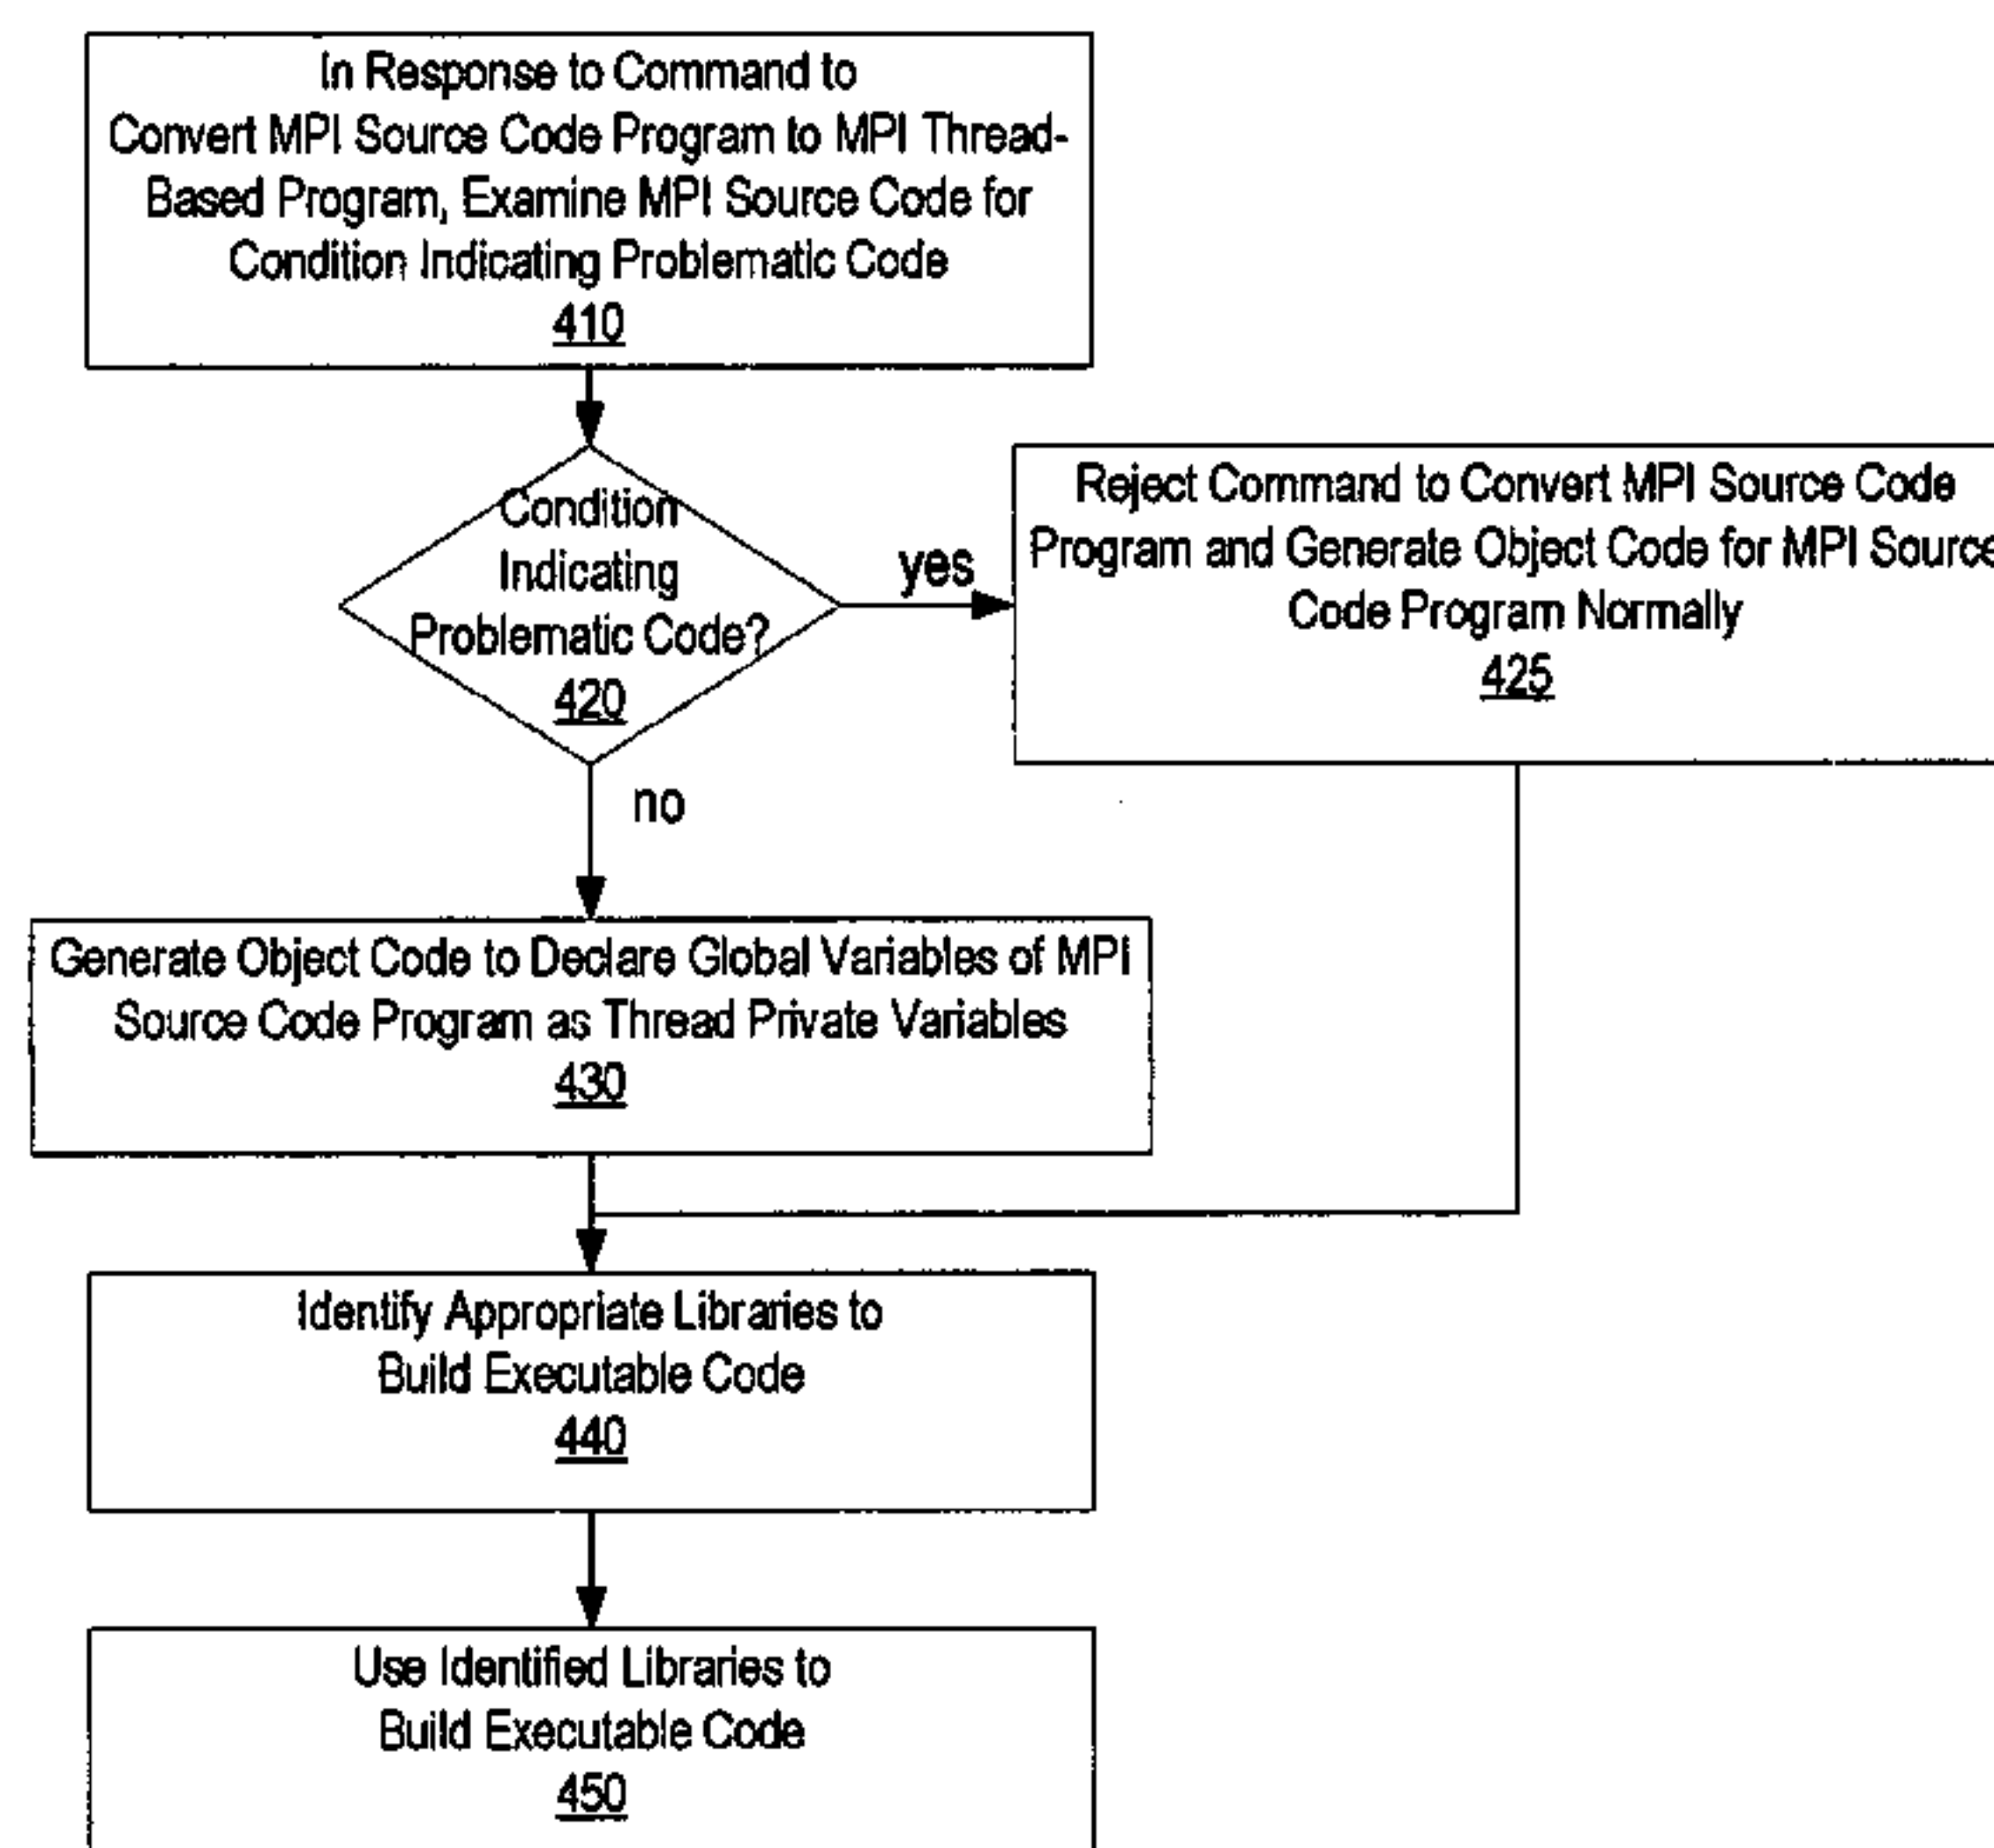 In Response to Command to
Convert MPI Source Code Program to MPI Thread-
Based Program, Examine MPI Source Code for
Condition Indicating Problematic Code
410
Condition
Indicating
Problematic Code?
420
yes
Reject Command to Convert MPI Source Code
Program and Generate Object Code for MPI Source
Code Program Normally
425
no
Generate Object Code to Declare Global Variables of MPI
Source Code Program as Thread Private Variables
430
Identify Appropriate Libraries to
Build Executable Code
440
Use Identified Libraries to
Build Executable Code
450